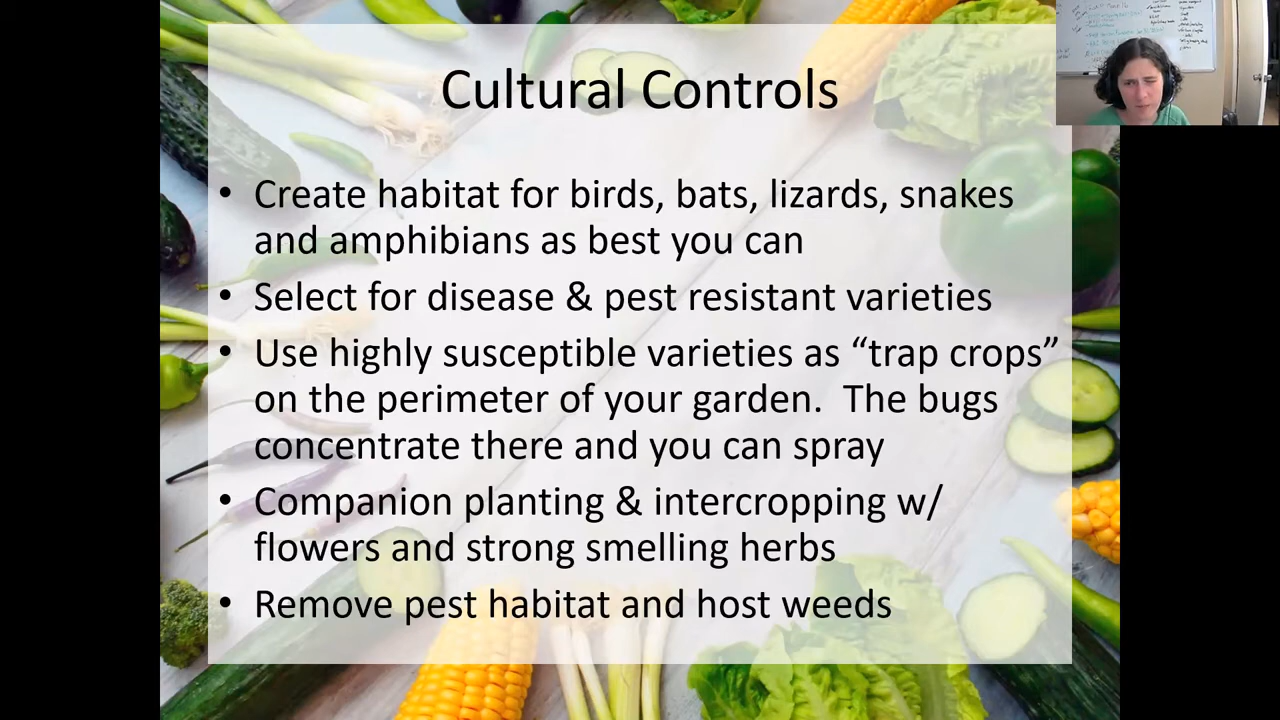 Cultural Controls
• Create habitat for birds, bats, lizards, snakes
and amphibians as best you can
• Select for disease & pest resistant varieties
• Use highly susceptible varieties as “trap crops”
on the perimeter of your garden.  The bugs
concentrate there and you can spray
• Companion planting & intercropping w/
flowers and strong smelling herbs
• Remove pest habitat and host weeds